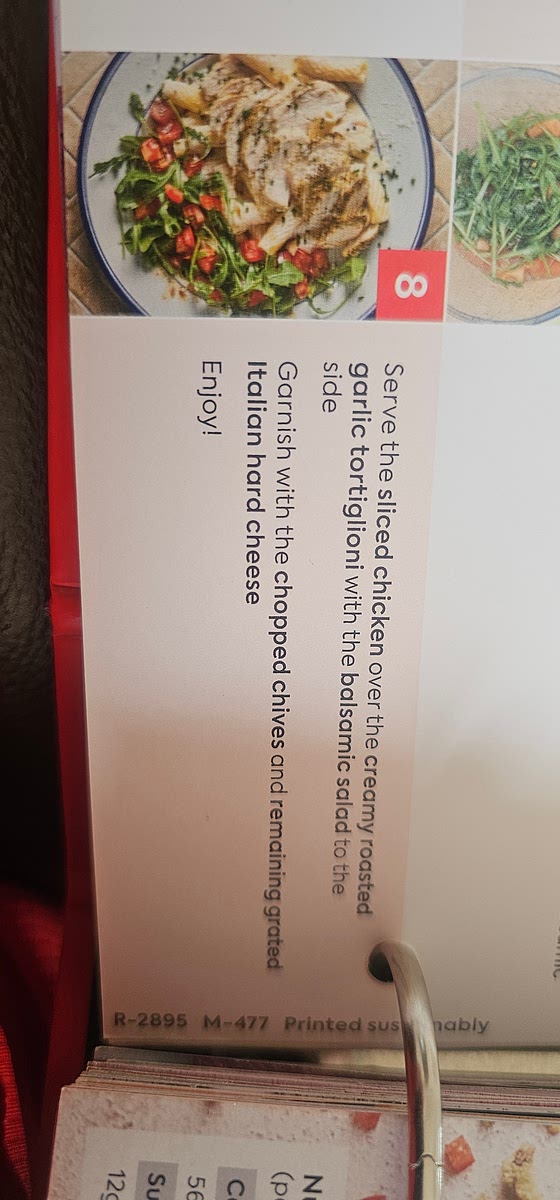 8
Serve the sliced chicken over the creamy roasted
garlic tortiglioni with the balsamic salad to the
side
Garnish with the chopped chives and remaining grated
Italian hard cheese
Enjoy!
R-2895 M-477 Printed